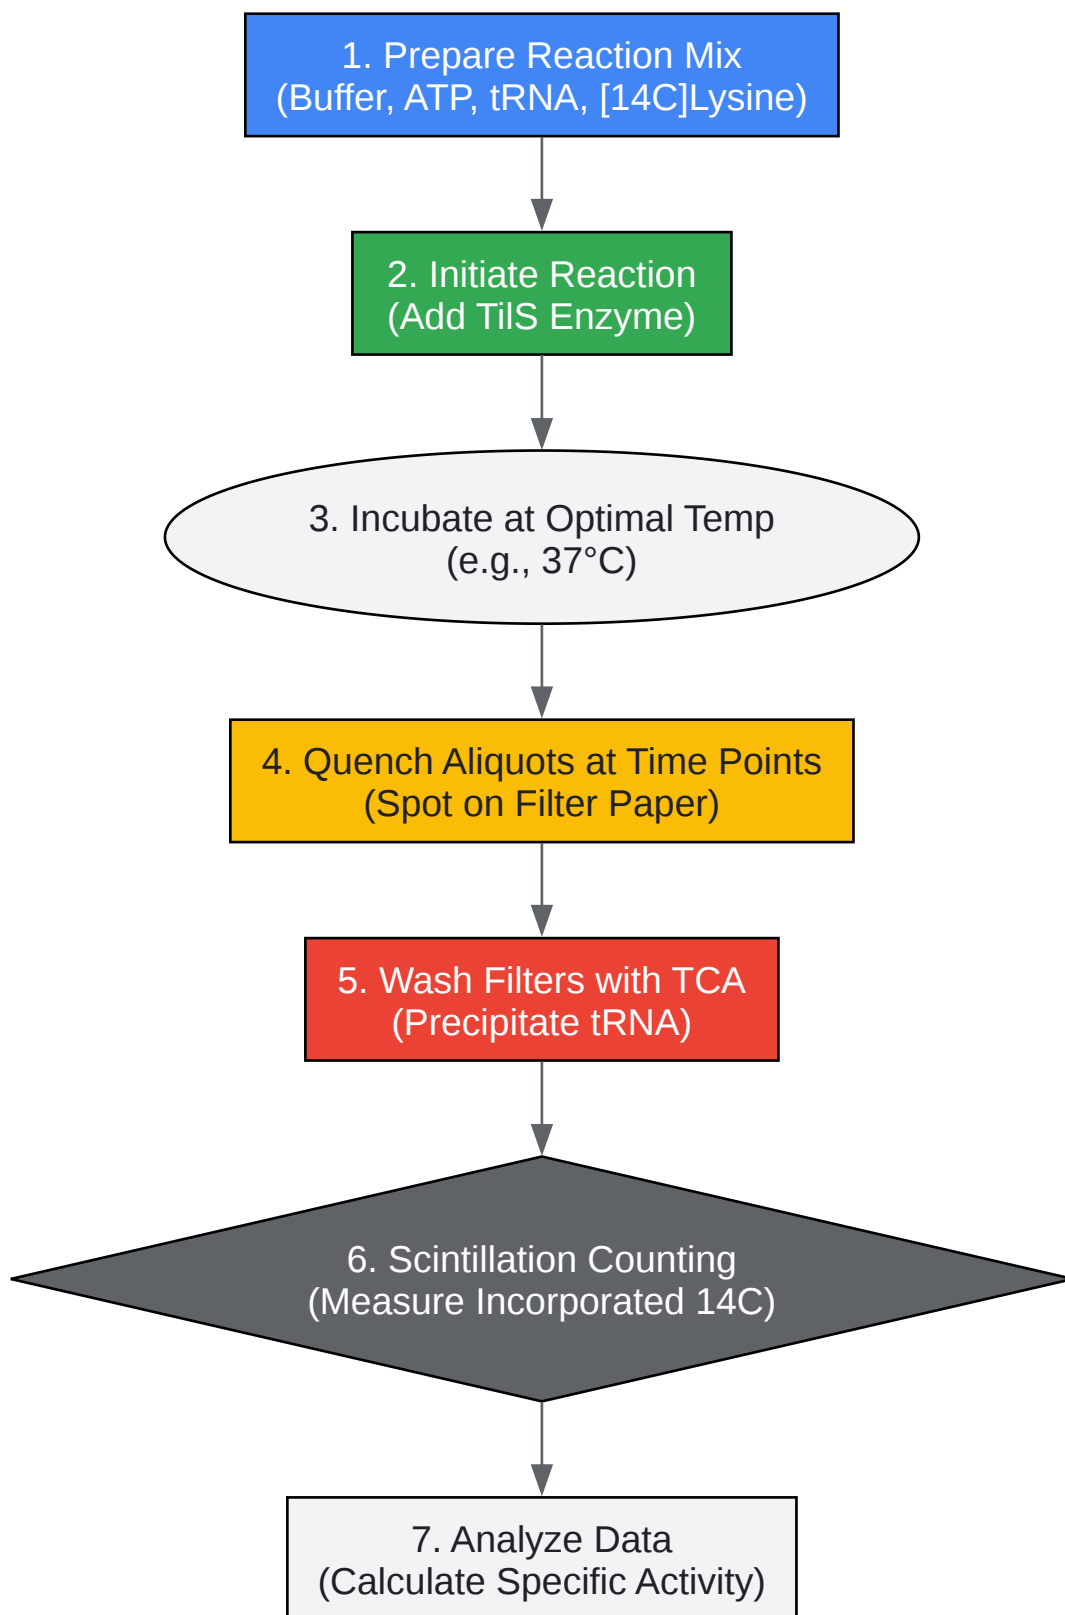 1. Prepare Reaction Mix
(Buffer, ATP, tRNA, [14C]Lysine)
2. Initiate Reaction
(Add TilS Enzyme)
3. Incubate at Optimal Temp
(e.g., 37°C)
4. Quench Aliquots at Time Points
(Spot on Filter Paper)
5. Wash Filters with TCA
(Precipitate tRNA)
6. Scintillation Counting
(Measure Incorporated 14C)
7. Analyze Data
(Calculate Specific Activity)